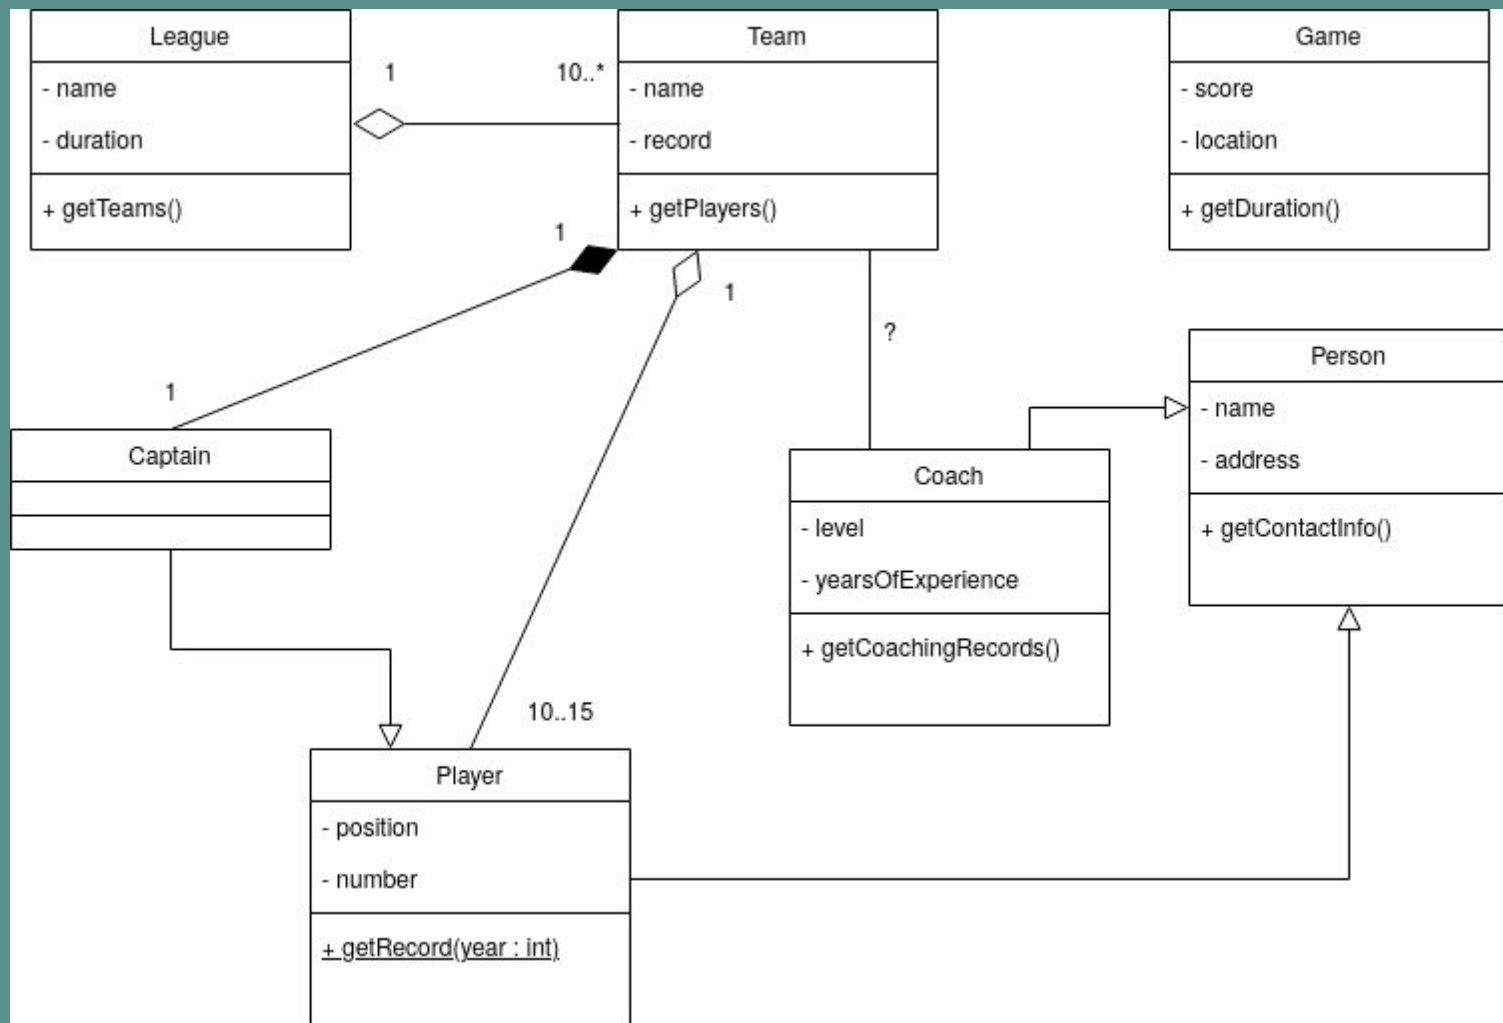 League
- name
- duration
+ getTeams()
1
10..*
Team
- name
- record
+ getPlayers()
Game
- score
- location
+ getDuration()
1
1
?
1
Captain
Person
- name
- address
+ getContactInfo()
Coach
- level
- yearsOfExperience
+ getCoachingRecords()
10..15
Player
- position
- number
+ getRecord(year : int)